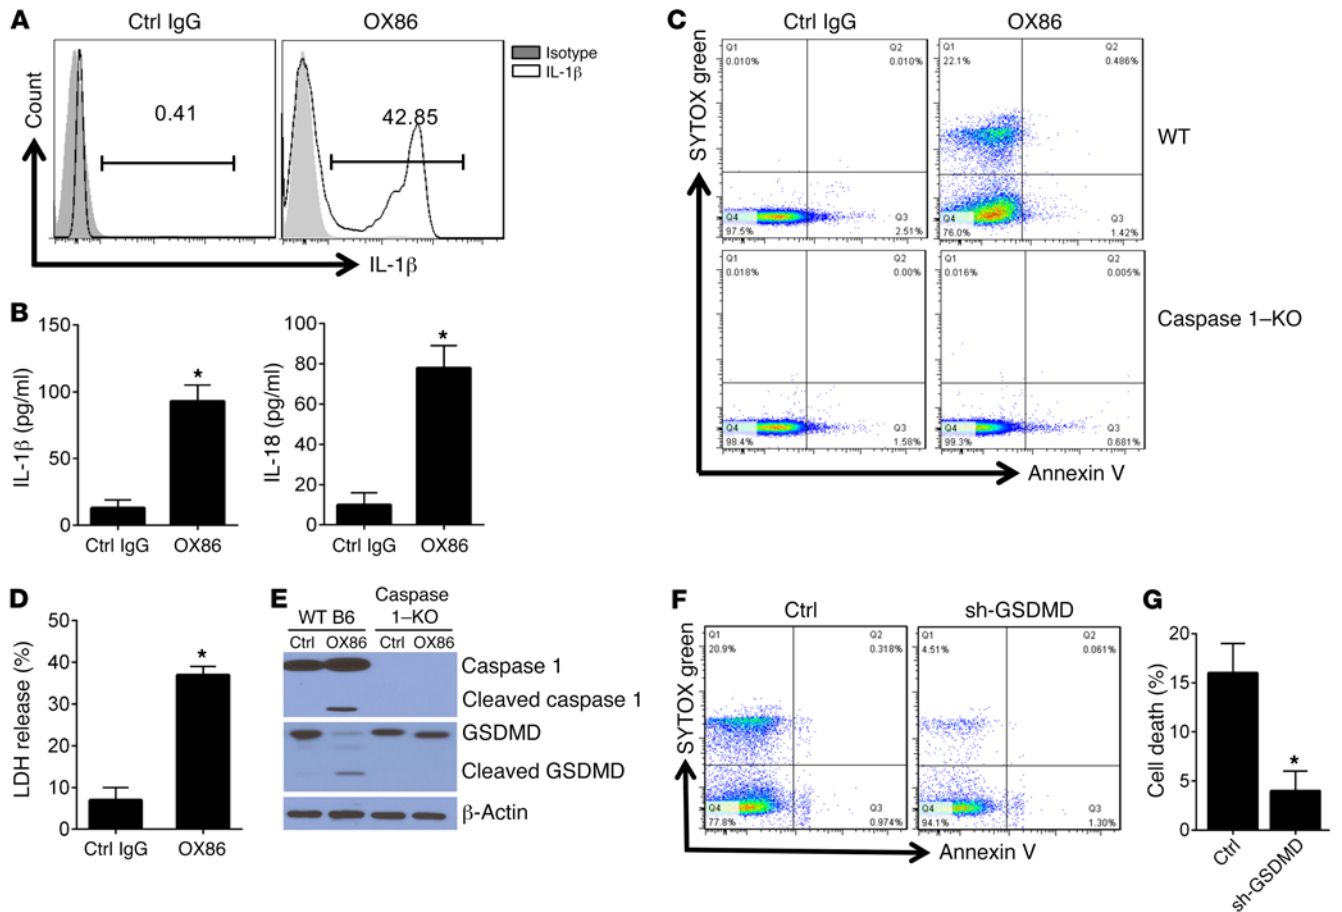 A
Ctrl IgG
OX86
Isotype
IL-1β
Count
0.41
42.85
IL-1β
B
150
100
50
0
IL-1β (pg/ml)
*
Ctrl IgG
OX86
100
80
60
40
20
0
IL-18 (pg/ml)
*
Ctrl IgG
OX86
C
Ctrl IgG
OX86
SYTOX green
Q1
0.010%
Q2
0.010%
Q4
97.5%
Q3
2.51%
Q1
22.1%
Q2
0.486%
Q4
76.0%
Q3
1.42%
WT
Q1
0.018%
Q2
0.00%
Q4
98.4%
Q3
1.58%
Q1
0.016%
Q2
0.005%
Q4
99.3%
Q3
0.681%
Caspase 1–KO
Annexin V
D
50
40
30
20
10
0
LDH release (%)
*
Ctrl IgG
OX86
E
WT B6
Caspase
1–KO
Ctrl OX86 Ctrl OX86
Caspase 1
Cleaved caspase 1
GSDMD
Cleaved GSDMD
β-Actin
F
Ctrl
sh-GSDMD
SYTOX green
Q1
20.9%
Q2
0.318%
Q4
77.8%
Q3
0.974%
Q1
4.51%
Q2
0.061%
Q4
94.1%
Q3
1.30%
Annexin V
G
20
15
10
5
0
Cell death (%)
*
Ctrl
sh-GSDMD